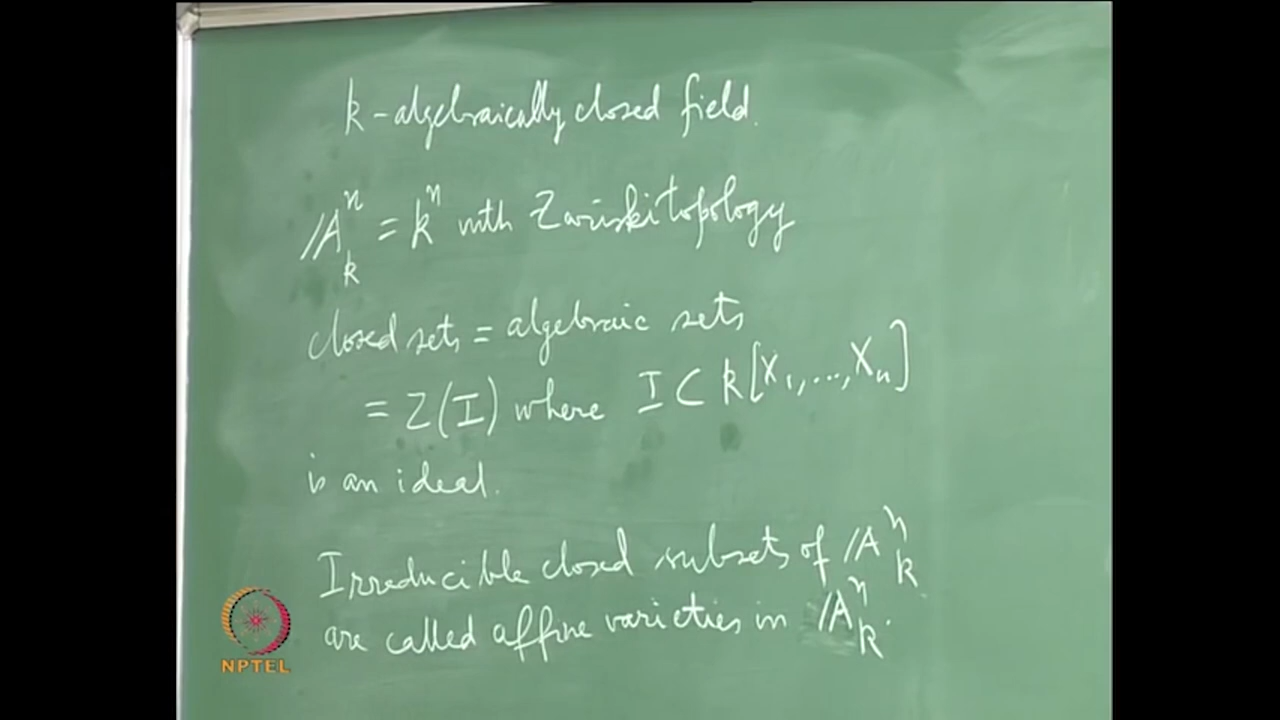 k - algebraically closed field.
𝔸ⁿₖ = kⁿ with Zariski topology
closed sets = algebraic sets
= Z(I) where I ⊂ k[X₁, ..., Xₙ]
is an ideal.
Irreducible closed subsets of 𝔸ⁿₖ
are called affine varieties in 𝔸ⁿₖ.
NPTEL